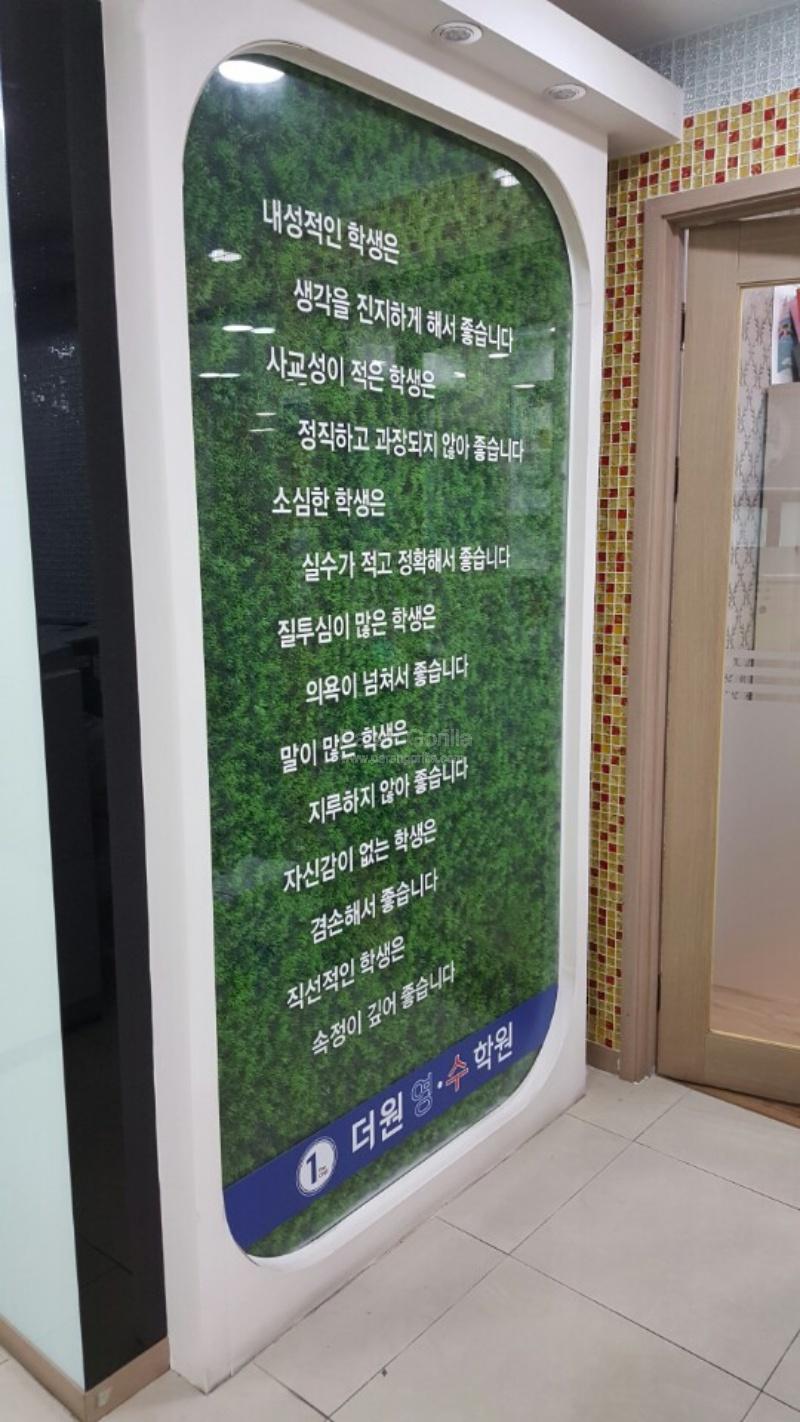 내성적인 학생은
생각을 진지하게 해서 좋습니다
사교성이 적은 학생은
정직하고 과장되지 않아 좋습니다
소심한 학생은
실수가 적고 정확해서 좋습니다
질투심이 많은 학생은
의욕이 넘쳐서 좋습니다
말이 많은 학생은
지루하지 않아 좋습니다
자신감이 없는 학생은
겸손해서 좋습니다
직선적인 학생은
속정이 깊어 좋습니다
1 더원 영·수 학원